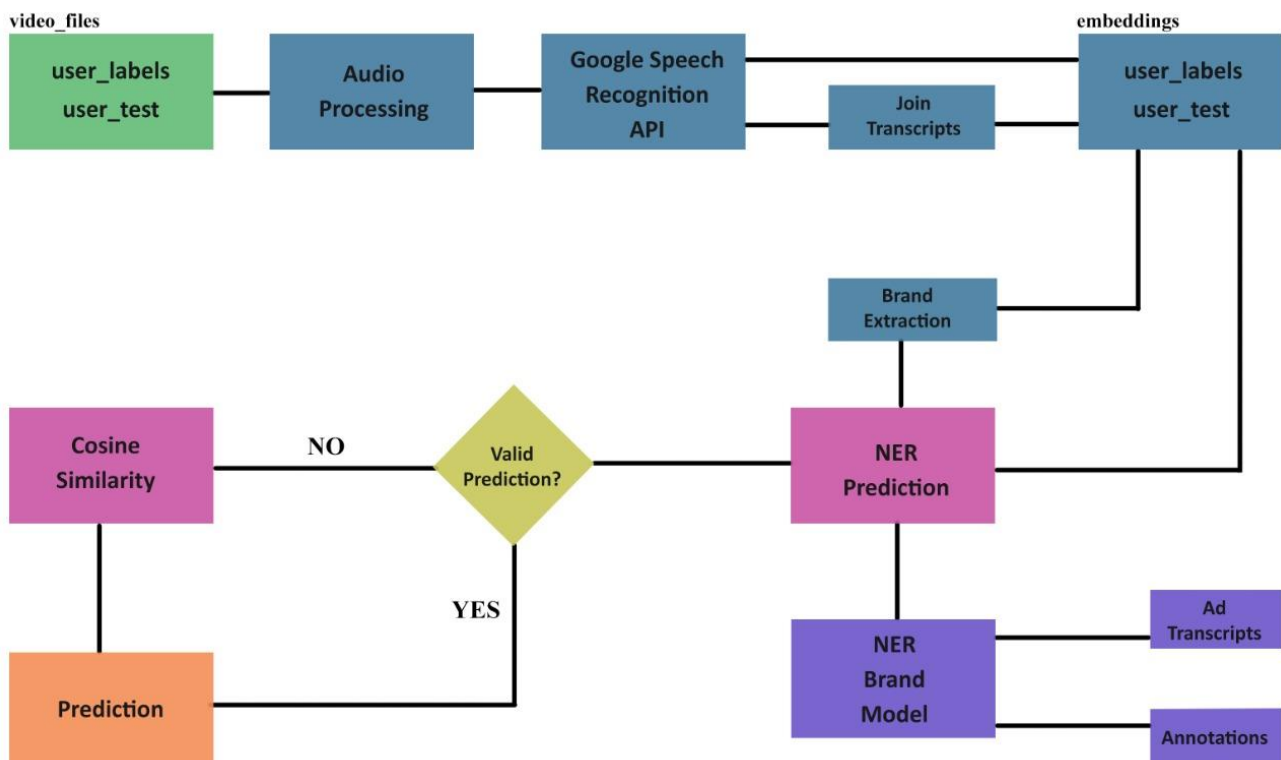 video_files
user_labels
user_test
Audio
Processing
Google Speech
Recognition
API
Join
Transcripts
embeddings
user_labels
user_test
Brand
Extraction
Cosine
Similarity
NO
Valid
Prediction?
NER
Prediction
YES
Prediction
NER
Brand
Model
Ad
Transcripts
Annotations